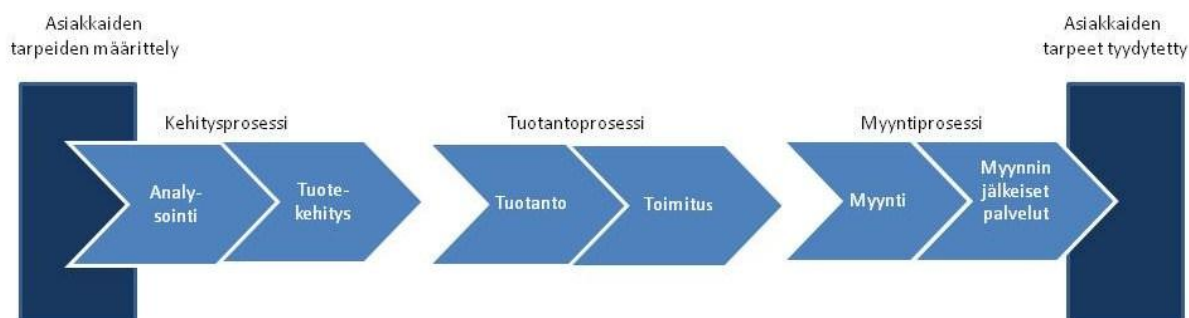 Asiakkaiden
tarpeiden määrittely
Asiakkaiden
tarpeet tyydytetty
Kehitysprosessi
Tuotantoprosessi
Myyntiprosessi
Analy-
sointi
Tuote-
kehitys
Tuotanto
Toimitus
Myynti
Myynnin
jälkeiset
palvelut